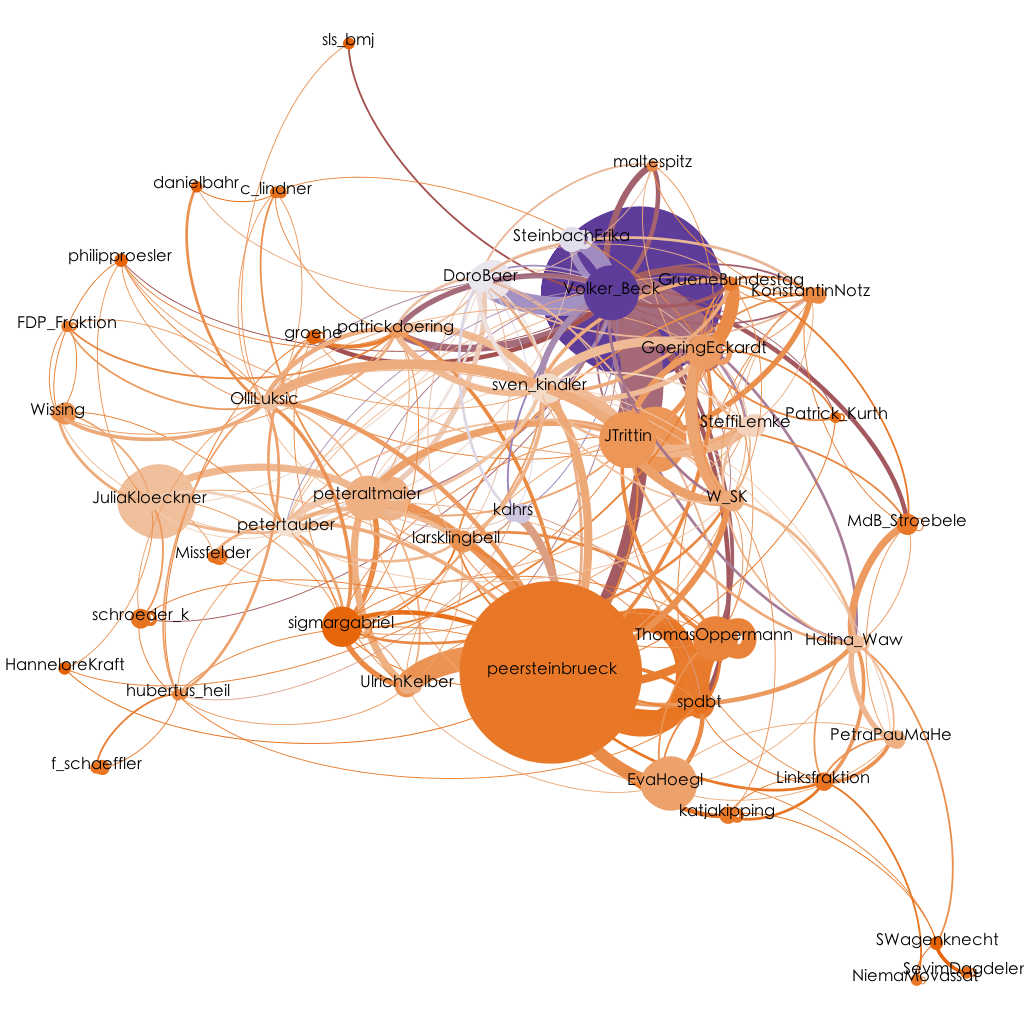 sls_bmj
maltespitz
danielbahr
c_lindner
SteinbachErika
philipproesler
DoroBaer
GrueneBundestag
Volker_Beck
KonstantinNotz
FDP_Fraktion
groehe
patrickdoering
GoeringEckardt
sven_kindler
OlliLuksic
Wissing
Patrick_Kurth
SteffiLemke
JTrittin
JuliaKloeckner
peteraltmaier
W_SK
kahrs
MdB_Stroebele
petertauber
larsklingbeil
Missfelder
schroeder_k
sigmargabriel
ThomasOppermann
Halina_Waw
HanneloreKraft
peersteinbrueck
UlrichKelber
hubertus_heil
spdbt
PetraPauMaHe
f_schaeffler
EvaHoegl
Linksfraktion
katjakipping
SWagenknecht
SevimDagdelen
NiemaMovassat